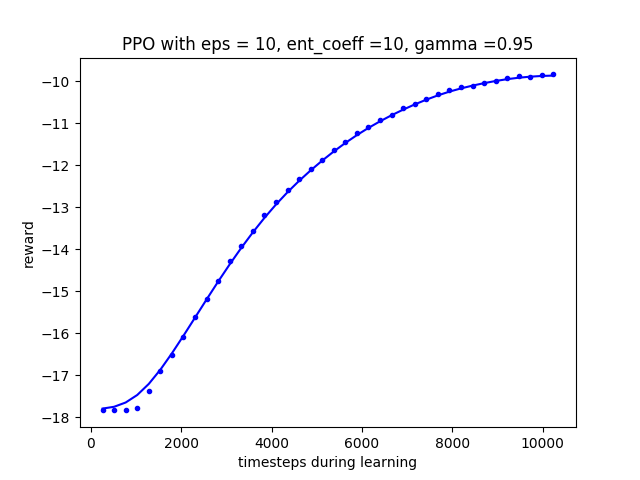 PPO with eps = 10, ent_coeff =10, gamma =0.95
−10
−11
−12
−13
−14
−15
−16
−17
−18
reward
0 2000 4000 6000 8000 10000
timesteps during learning